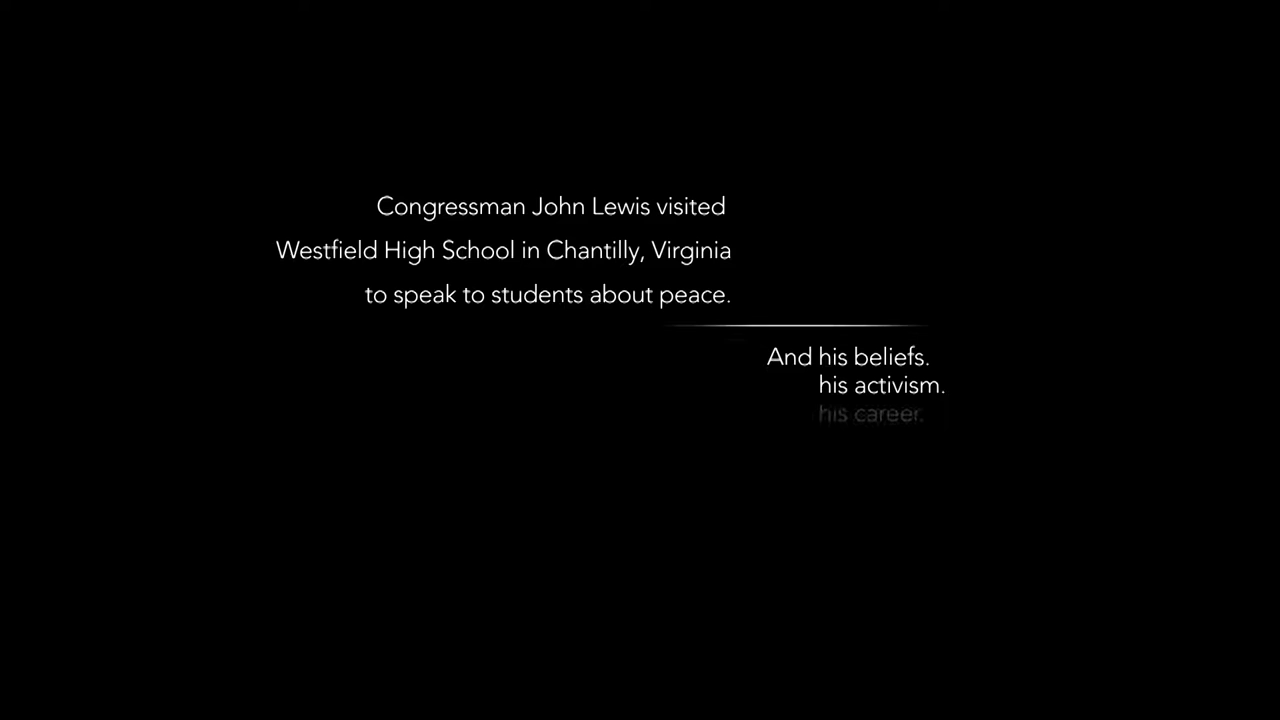 Congressman John Lewis visited
Westfield High School in Chantilly, Virginia
to speak to students about peace.
And his beliefs.
his activism.
his career.